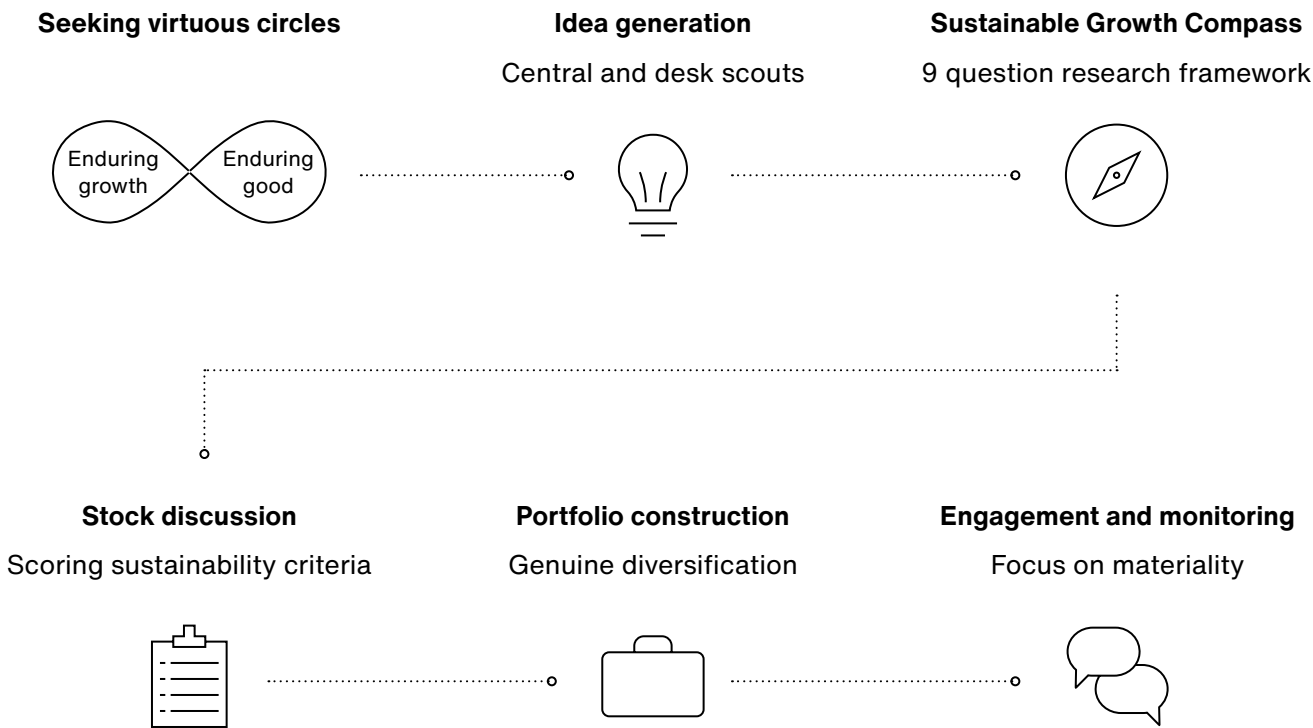 Seeking virtuous circles
Enduring
growth
Enduring
good
Idea generation
Central and desk scouts
Sustainable Growth Compass
9 question research framework
Stock discussion
Scoring sustainability criteria
Portfolio construction
Genuine diversification
Engagement and monitoring
Focus on materiality